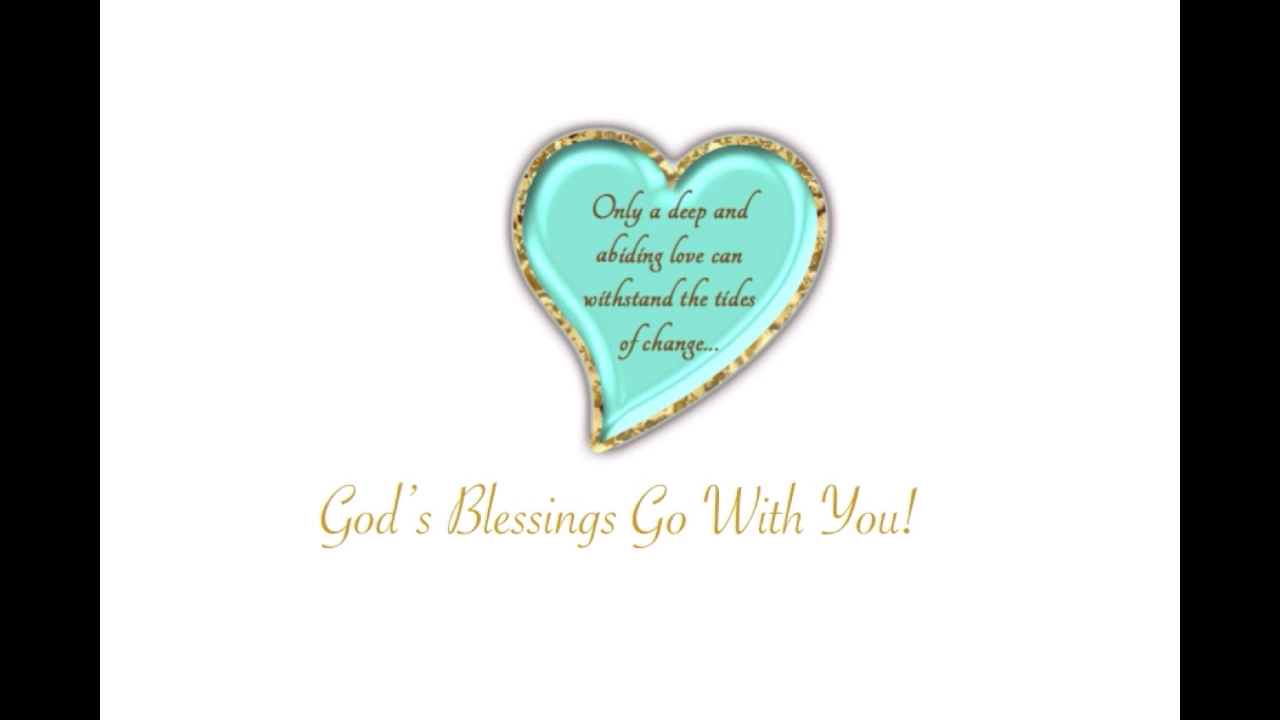 Only a deep and
abiding love can
withstand the tides
of change...
God's Blessings Go With You!